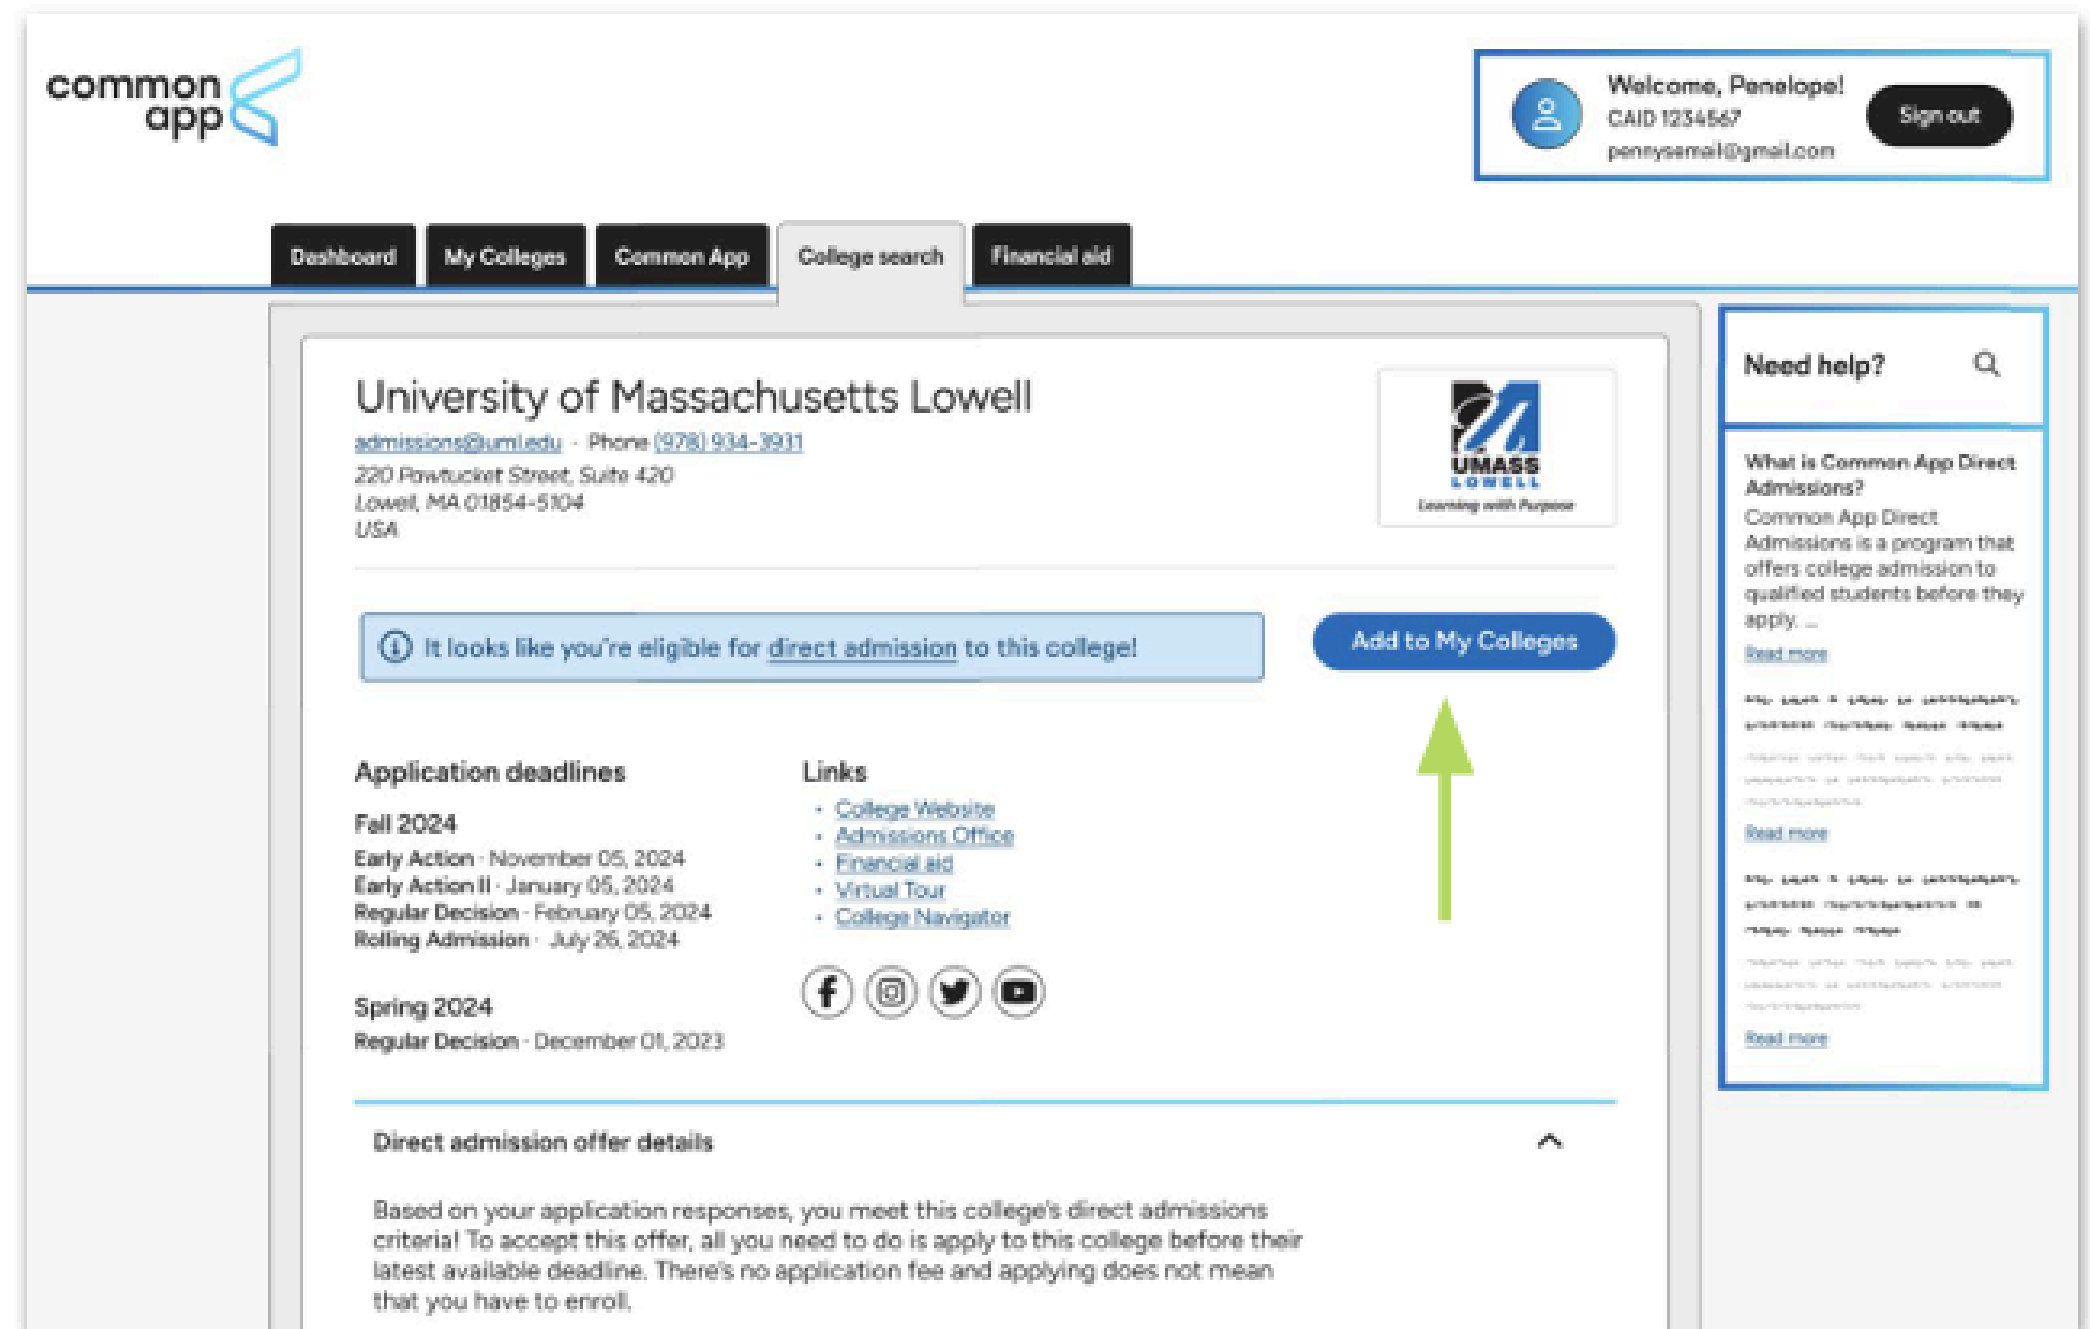 common
app
Welcome, Penelope!
CAID 1234567
pennysemail@gmail.com
Sign out
Dashboard
My Colleges
Common App
College search
Financial aid
University of Massachusetts Lowell
admissions@uml.edu · Phone (978) 934-3931
220 Pawtucket Street, Suite 420
Lowell, MA 01854-5104
USA
UMASS
LOWELL
Learning with Purpose
It looks like you're eligible for direct admission to this college!
Add to My Colleges
Application deadlines
Fall 2024
Early Action · November 05, 2024
Early Action II · January 05, 2024
Regular Decision · February 05, 2024
Rolling Admission · July 26, 2024
Spring 2024
Regular Decision · December 01, 2023
Links
• College Website
• Admissions Office
• Financial aid
• Virtual Tour
• College Navigator
Direct admission offer details
Based on your application responses, you meet this college's direct admissions
criteria! To accept this offer, all you need to do is apply to this college before their
latest available deadline. There's no application fee and applying does not mean
that you have to enroll.
Need help?
What is Common App Direct
Admissions?
Common App Direct
Admissions is a program that
offers college admission to
qualified students before they
apply. ...
Read more
Read more
Read more